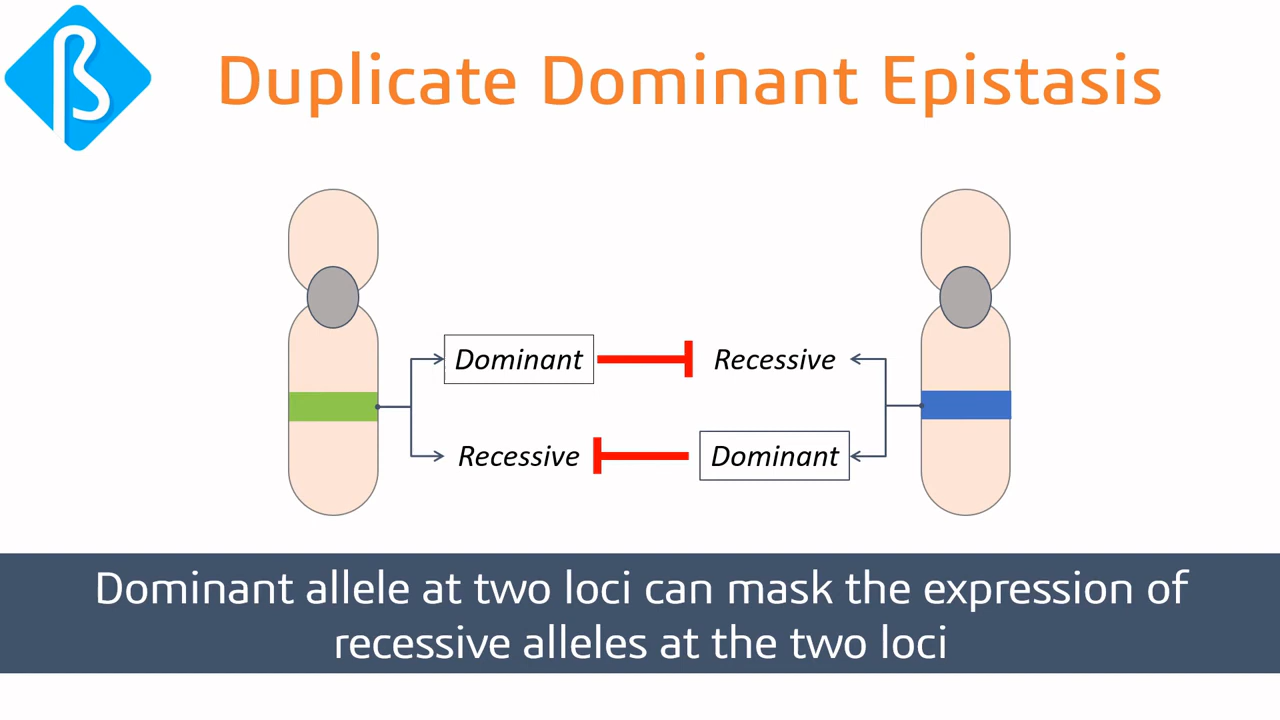 ß
Duplicate Dominant Epistasis
Dominant Recessive
Recessive Dominant
Dominant allele at two loci can mask the expression of
recessive alleles at the two loci